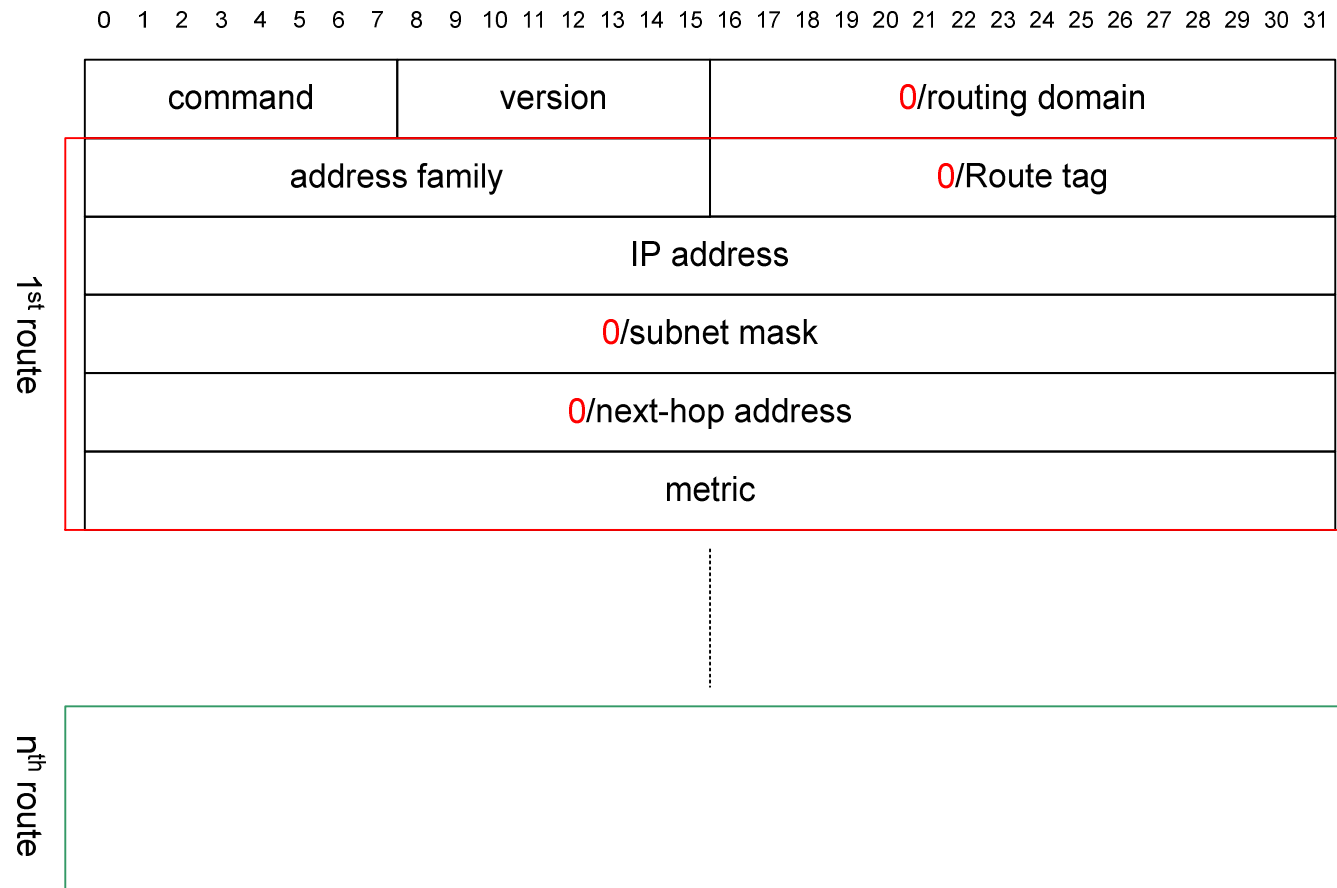 0 1 2 3 4 5 6 7 8 9 10 11 12 13 14 15 16 17 18 19 20 21 22 23 24 25 26 27 28 29 30 31
command version 0/routing domain
address family 0/Route tag
IP address
0/subnet mask
0/next-hop address
metric
1st route
nth route